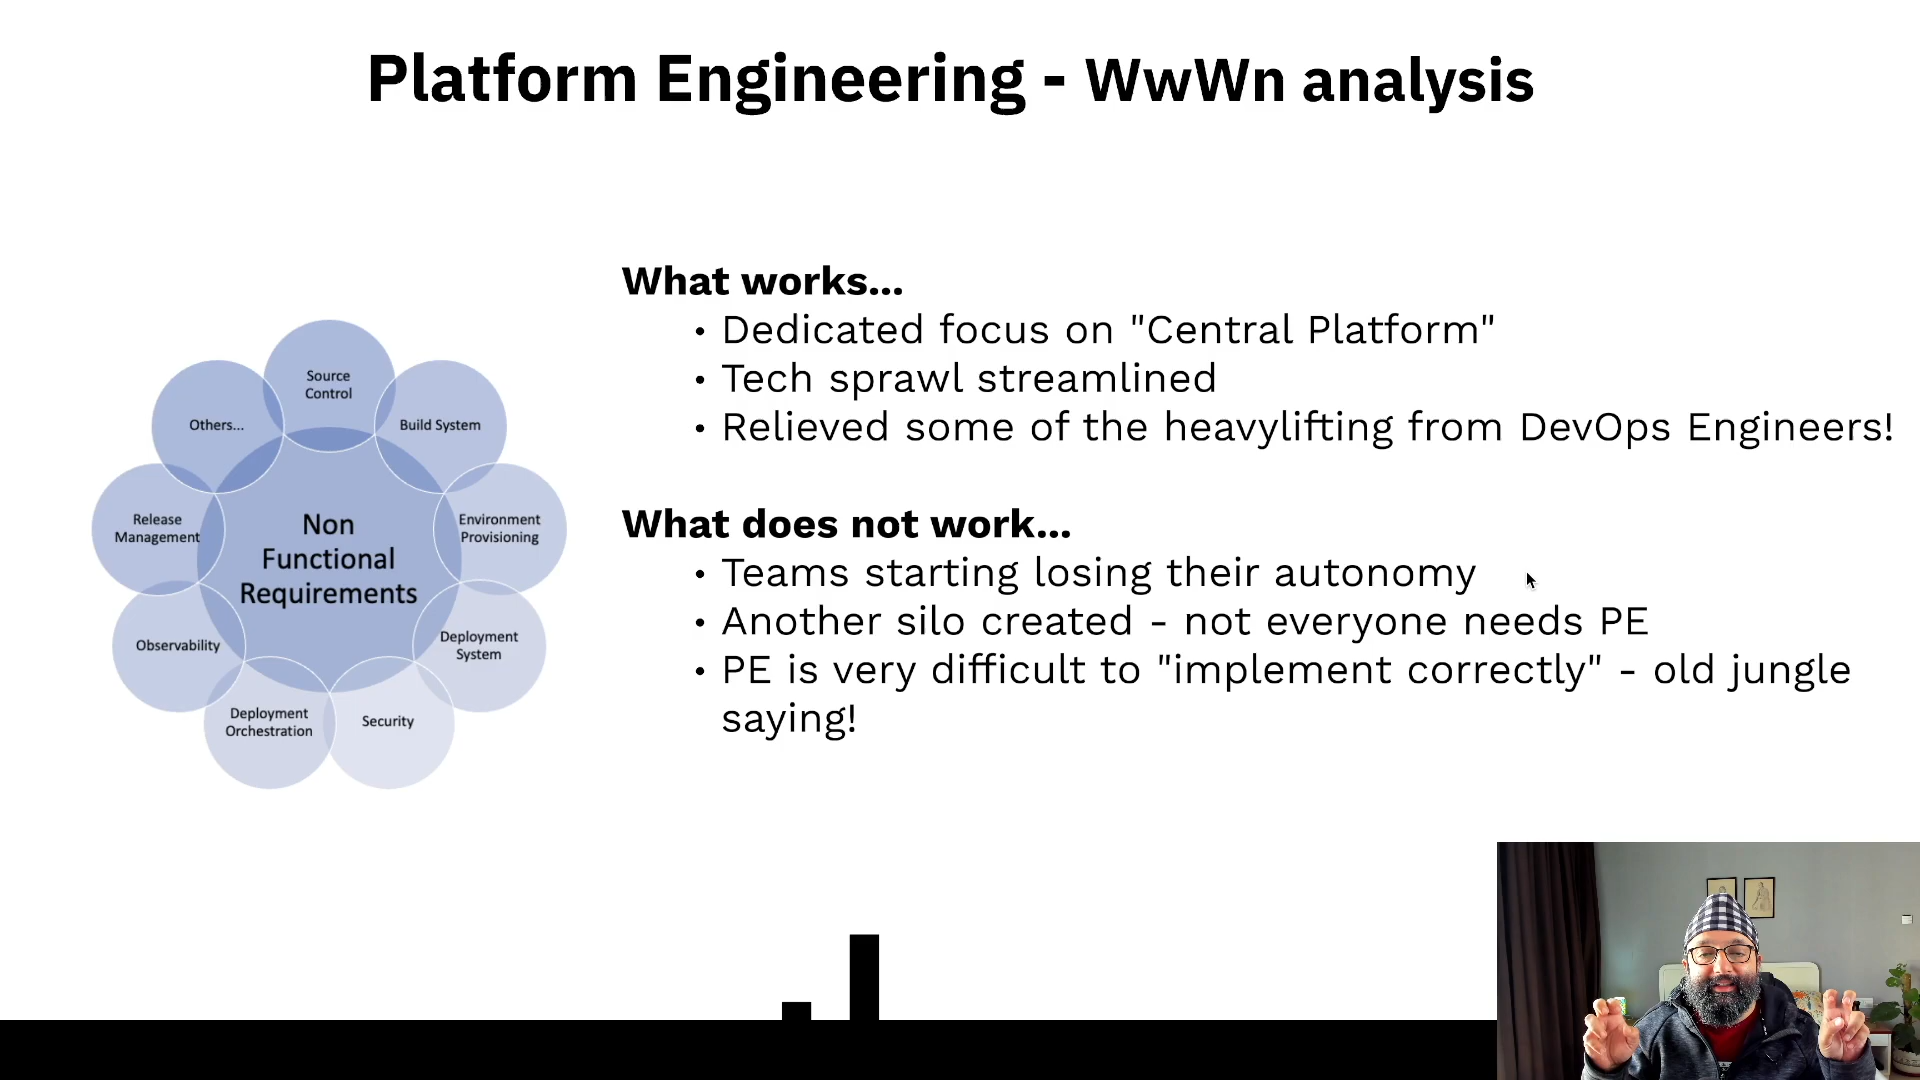 Platform Engineering - WwWn analysis
What works...
• Dedicated focus on "Central Platform"
• Tech sprawl streamlined
• Relieved some of the heavylifting from DevOps Engineers!
What does not work...
• Teams starting losing their autonomy
• Another silo created - not everyone needs PE
• PE is very difficult to "implement correctly" - old jungle
saying!
Source
Control
Build System
Environment
Provisioning
Deployment
System
Security
Deployment
Orchestration
Observability
Release
Management
Others...
Non
Functional
Requirements